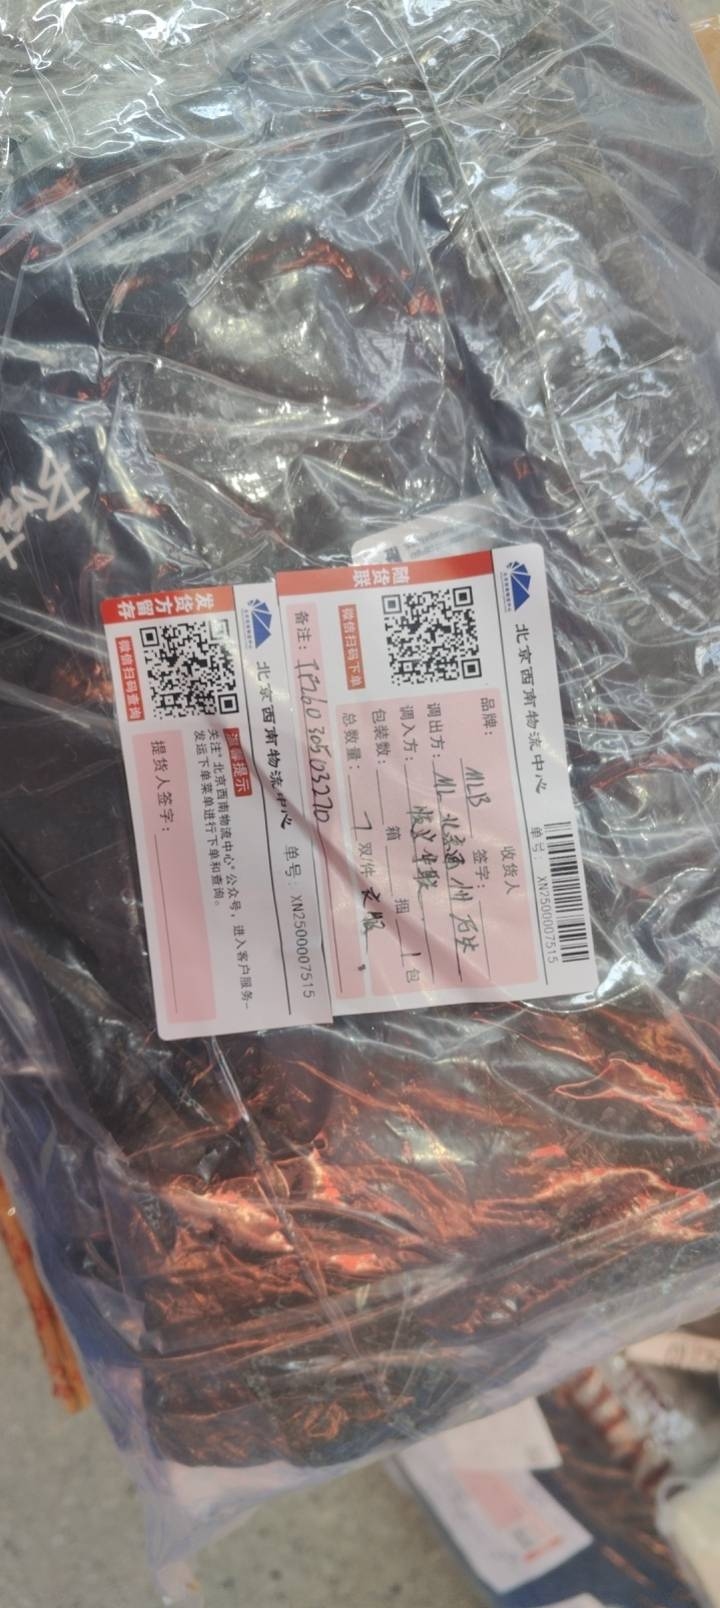 北京西南物流中心
单号: XN2500007515
随货联
微信扫码下单
品牌: MLB
收货人
签字:
调出方: ML北京通州万达
调入方: 顺义华联
包装数: 箱 捆 1包
总数量: 7 双/件 衣服
备注:
北京西南物流中心
单号: XN2500007515
发货方留存
微信扫码查询
温馨提示
关注"北京西南物流中心"公众号, 进入客户服务-
发运下单菜单进行下单和查询。
提货人签字: